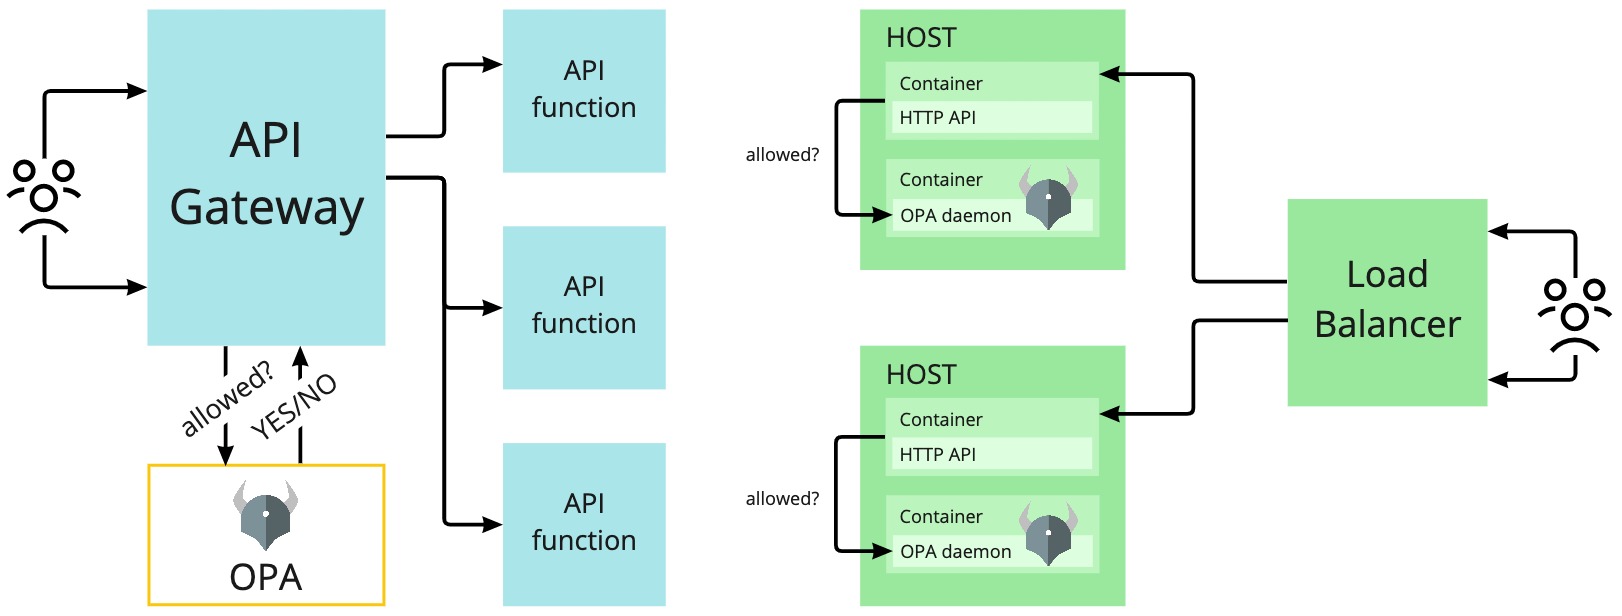 API
Gateway
allowed?
YES/NO
OPA
API
function
API
function
API
function
HOST
Container
HTTP API
allowed?
Container
OPA daemon
HOST
Container
HTTP API
allowed?
Container
OPA daemon
Load
Balancer